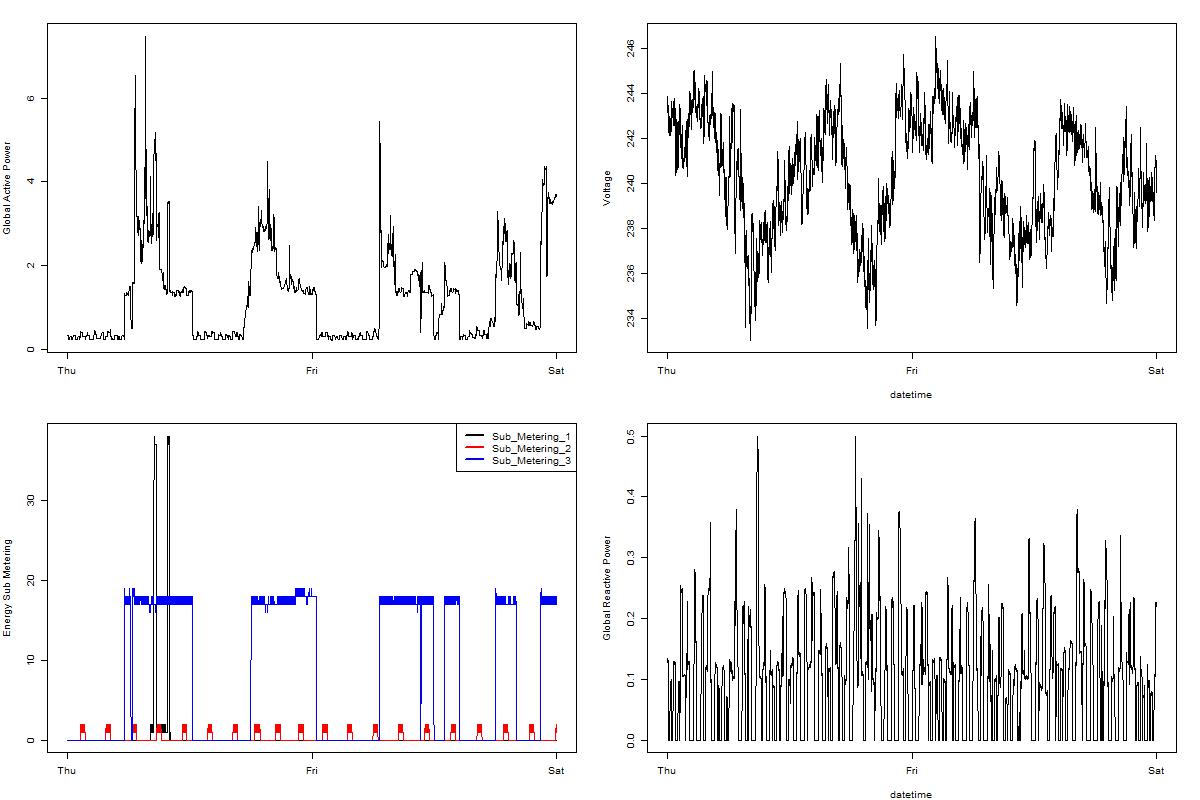 Global Active Power
6
4
2
0
Thu
Fri
Sat
Voltage
246
244
242
240
238
236
234
Thu
Fri
Sat
datetime
Energy Sub Metering
30
20
10
0
Sub_Metering_1
Sub_Metering_2
Sub_Metering_3
Thu
Fri
Sat
Global Reactive Power
0.5
0.4
0.3
0.2
0.1
0.0
Thu
Fri
Sat
datetime